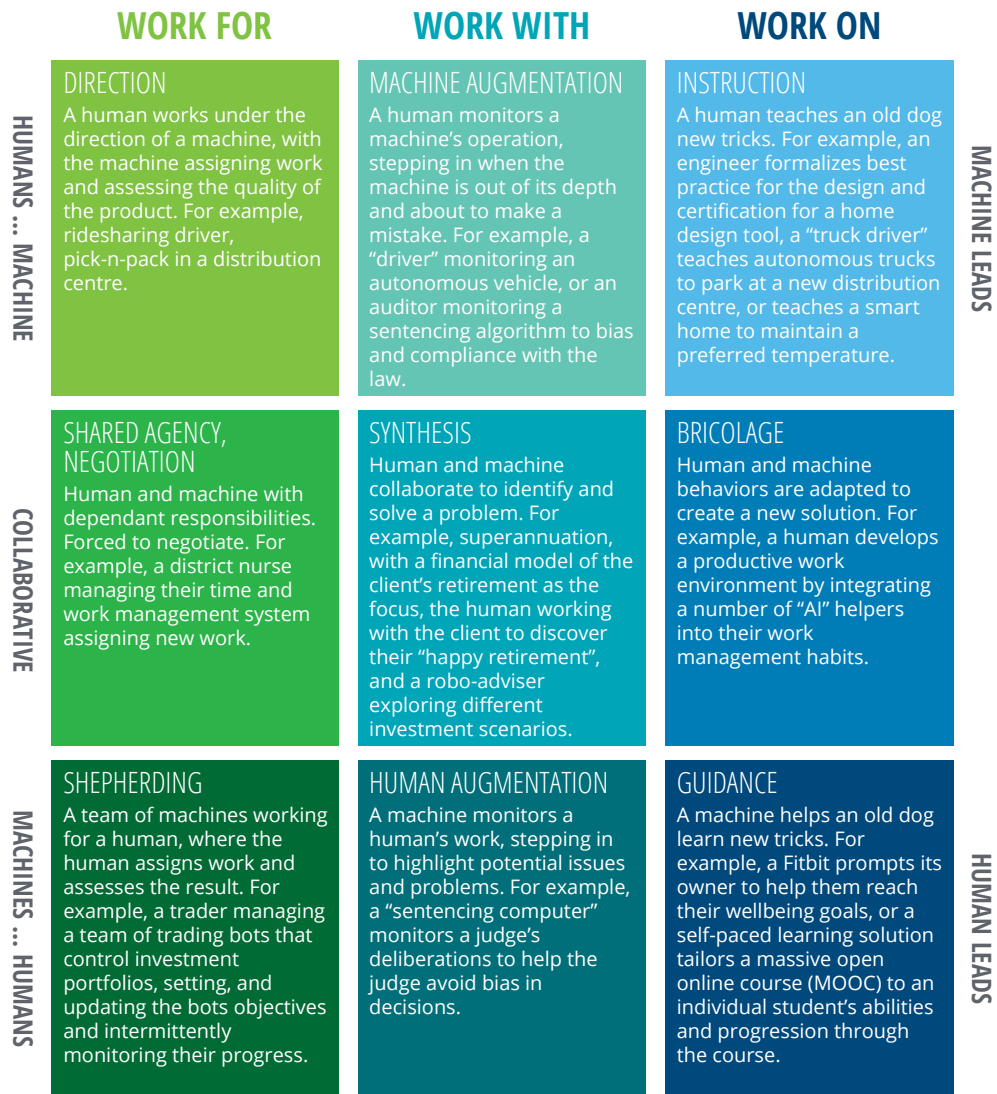 WORK FOR
WORK WITH
WORK ON
HUMANS ... MACHINE
DIRECTION
A human works under the
direction of a machine, with
the machine assigning work
and assessing the quality of
the product. For example,
ridesharing driver,
pick-n-pack in a distribution
centre.
MACHINE AUGMENTATION
A human monitors a
machine’s operation,
stepping in when the
machine is out of its depth
and about to make a
mistake. For example, a
“driver” monitoring an
autonomous vehicle, or an
auditor monitoring a
sentencing algorithm to bias
and compliance with the
law.
INSTRUCTION
A human teaches an old dog
new tricks. For example, an
engineer formalizes best
practice for the design and
certification for a home
design tool, a “truck driver”
teaches autonomous trucks
to park at a new distribution
centre, or teaches a smart
home to maintain a
preferred temperature.
MACHINE LEADS
COLLABORATIVE
SHARED AGENCY,
NEGOTIATION
Human and machine with
dependant responsibilities.
Forced to negotiate. For
example, a district nurse
managing their time and
work management system
assigning new work.
SYNTHESIS
Human and machine
collaborate to identify and
solve a problem. For
example, superannuation,
with a financial model of the
client’s retirement as the
focus, the human working
with the client to discover
their “happy retirement”,
and a robo-adviser
exploring different
investment scenarios.
BRICOLAGE
Human and machine
behaviors are adapted to
create a new solution. For
example, a human develops
a productive work
environment by integrating
a number of “AI” helpers
into their work
management habits.
MACHINES ... HUMANS
SHEPHERDING
A team of machines working
for a human, where the
human assigns work and
assesses the result. For
example, a trader managing
a team of trading bots that
control investment
portfolios, setting, and
updating the bots objectives
and intermittently
monitoring their progress.
HUMAN AUGMENTATION
A machine monitors a
human’s work, stepping in
to highlight potential issues
and problems. For example,
a “sentencing computer”
monitors a judge’s
deliberations to help the
judge avoid bias in
decisions.
GUIDANCE
A machine helps an old dog
learn new tricks. For
example, a Fitbit prompts its
owner to help them reach
their wellbeing goals, or a
self-paced learning solution
tailors a massive open
online course (MOOC) to an
individual student’s abilities
and progression through
the course.
HUMAN LEADS